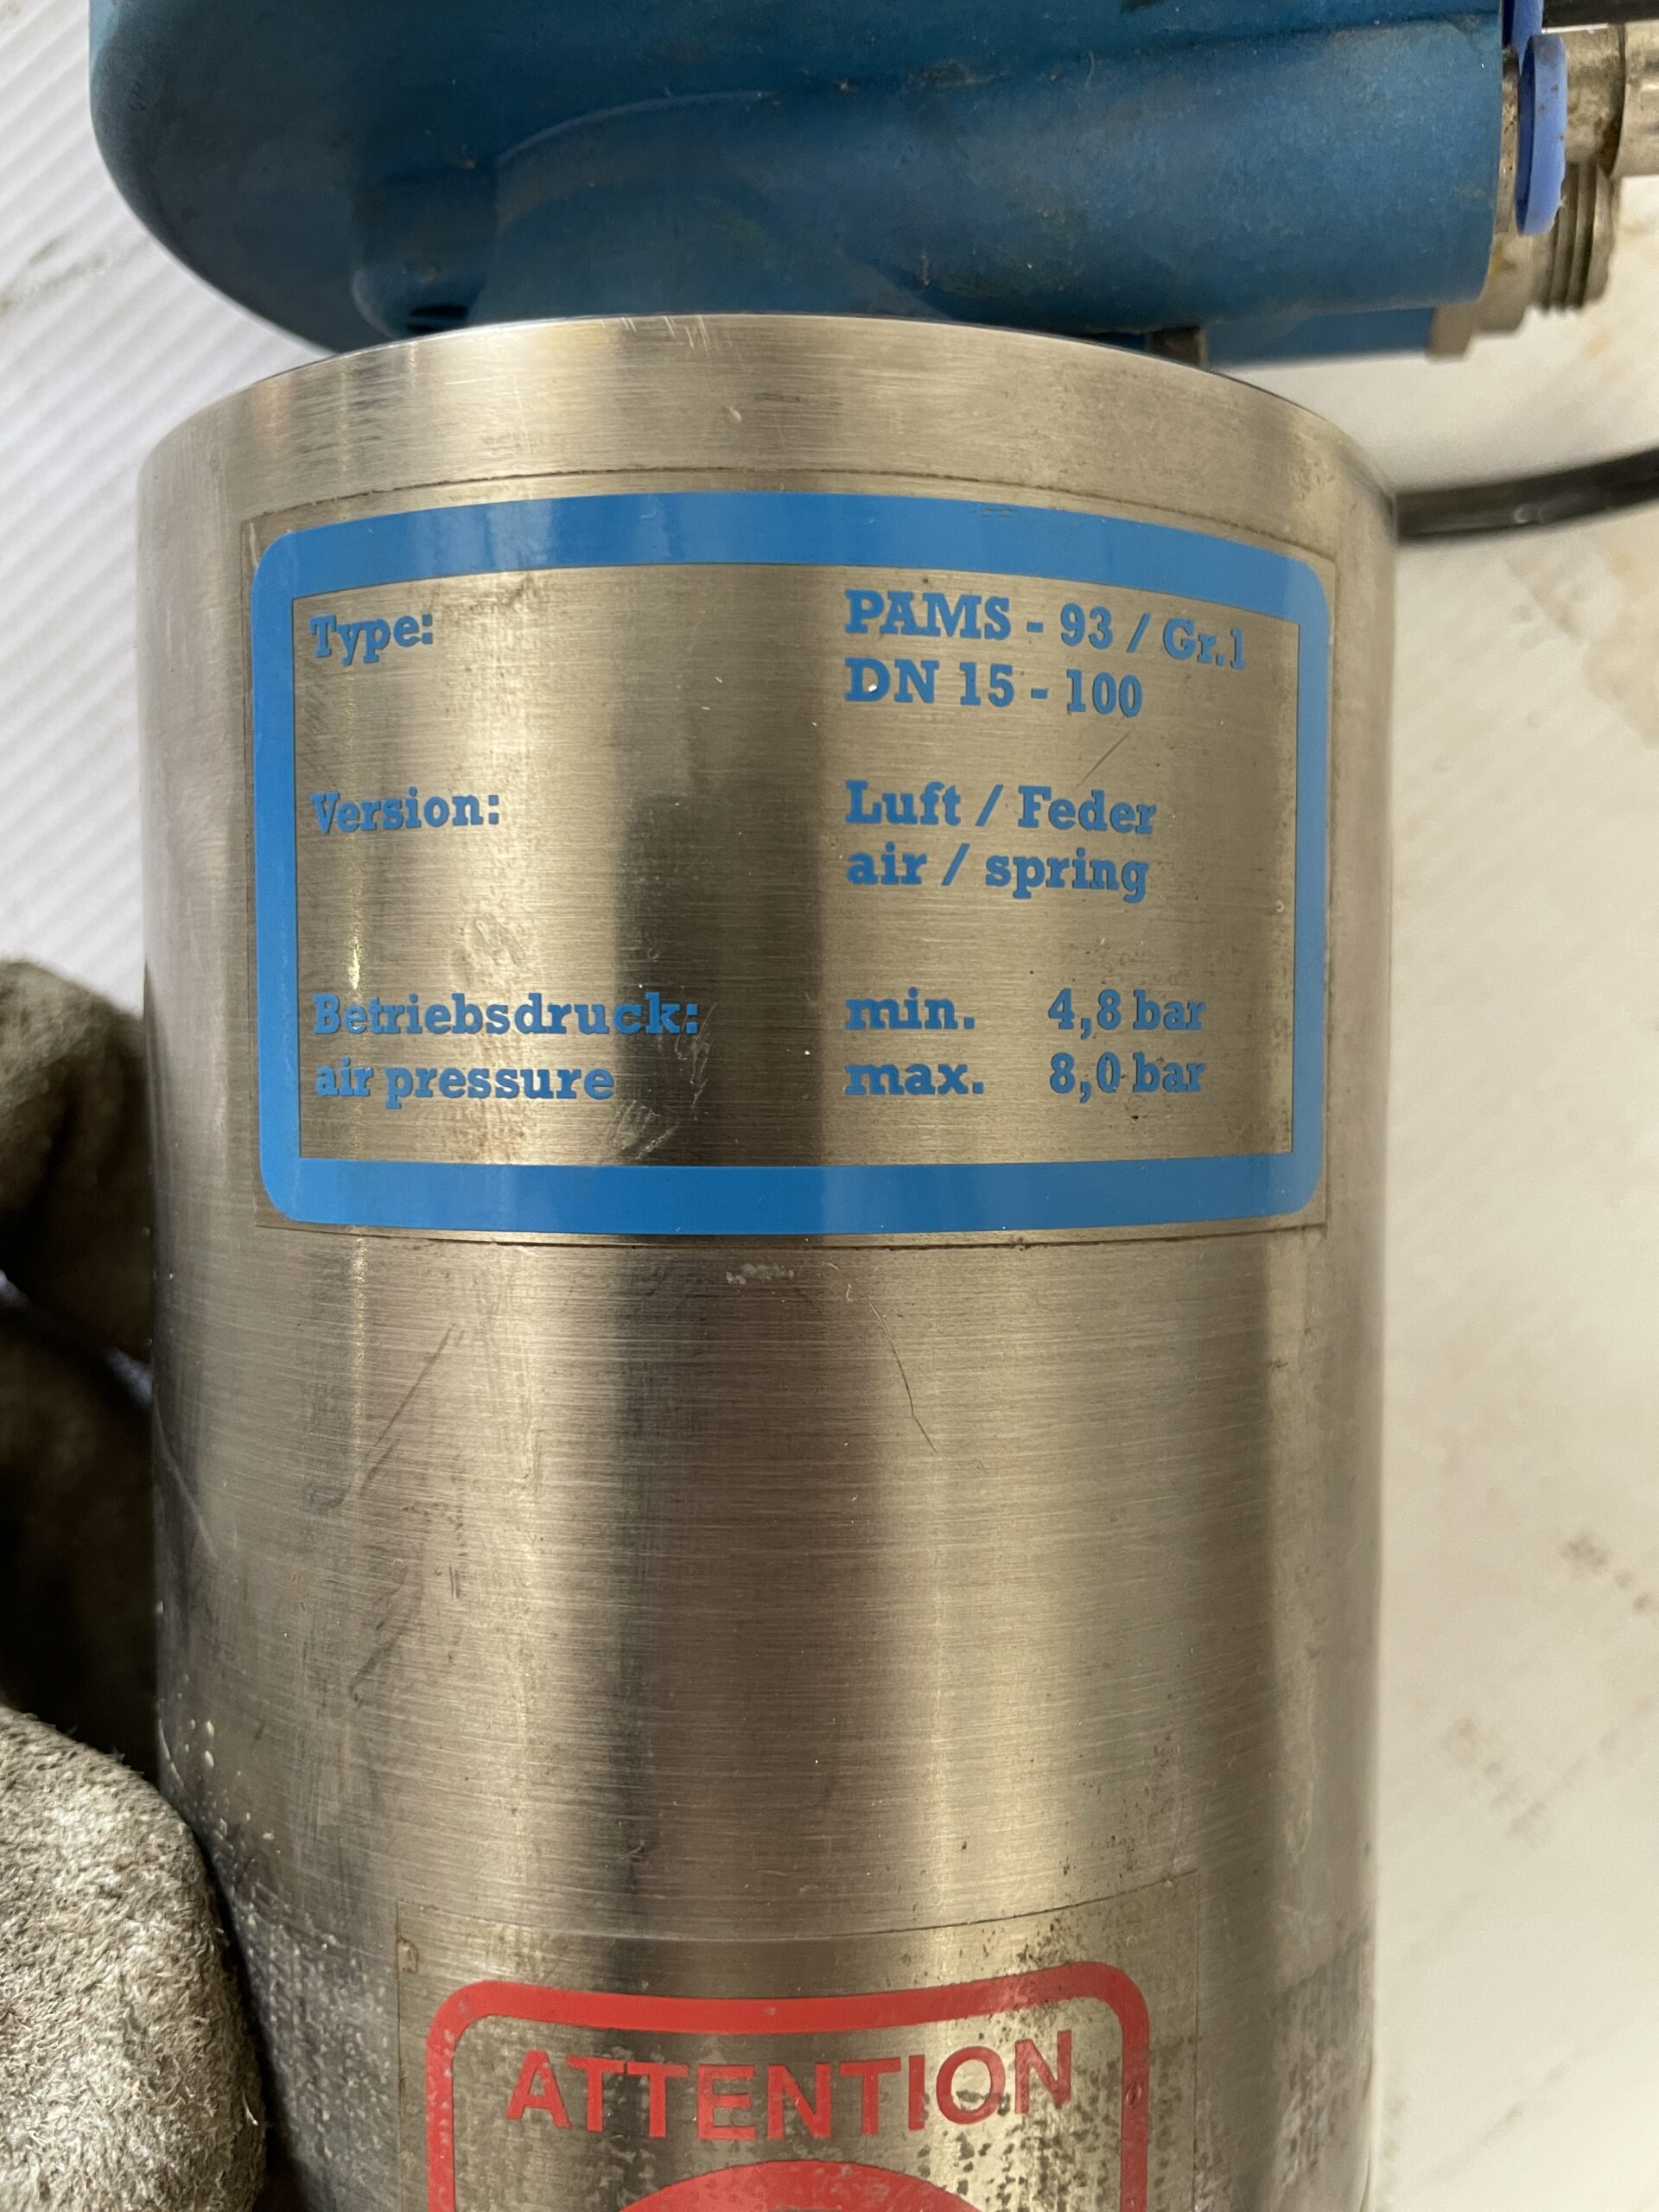 Type: PAMS - 93 / Gr.1
DN 15 - 100
Version: Luft / Feder
air / spring
Betriebsdruck: min. 4,8 bar
air pressure max. 8,0 bar
ATTENTION